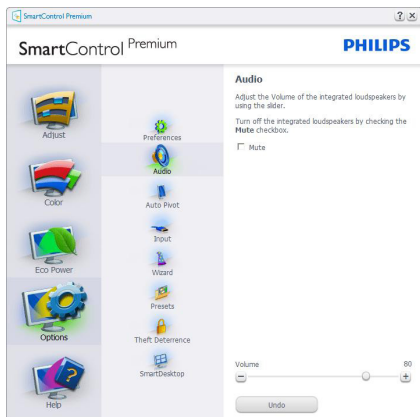 SmartControl Premium
SmartControl Premium
PHILIPS
Adjust
Color
Eco Power
Options
Help
Preferences
Audio
Auto Pivot
Input
Wizard
Presets
Theft Deterrence
SmartDesktop
Audio
Adjust the Volume of the integrated loudspeakers by
using the slider.
Turn off the integrated loudspeakers by checking the
Mute checkbox.
Mute
Volume 80
Undo